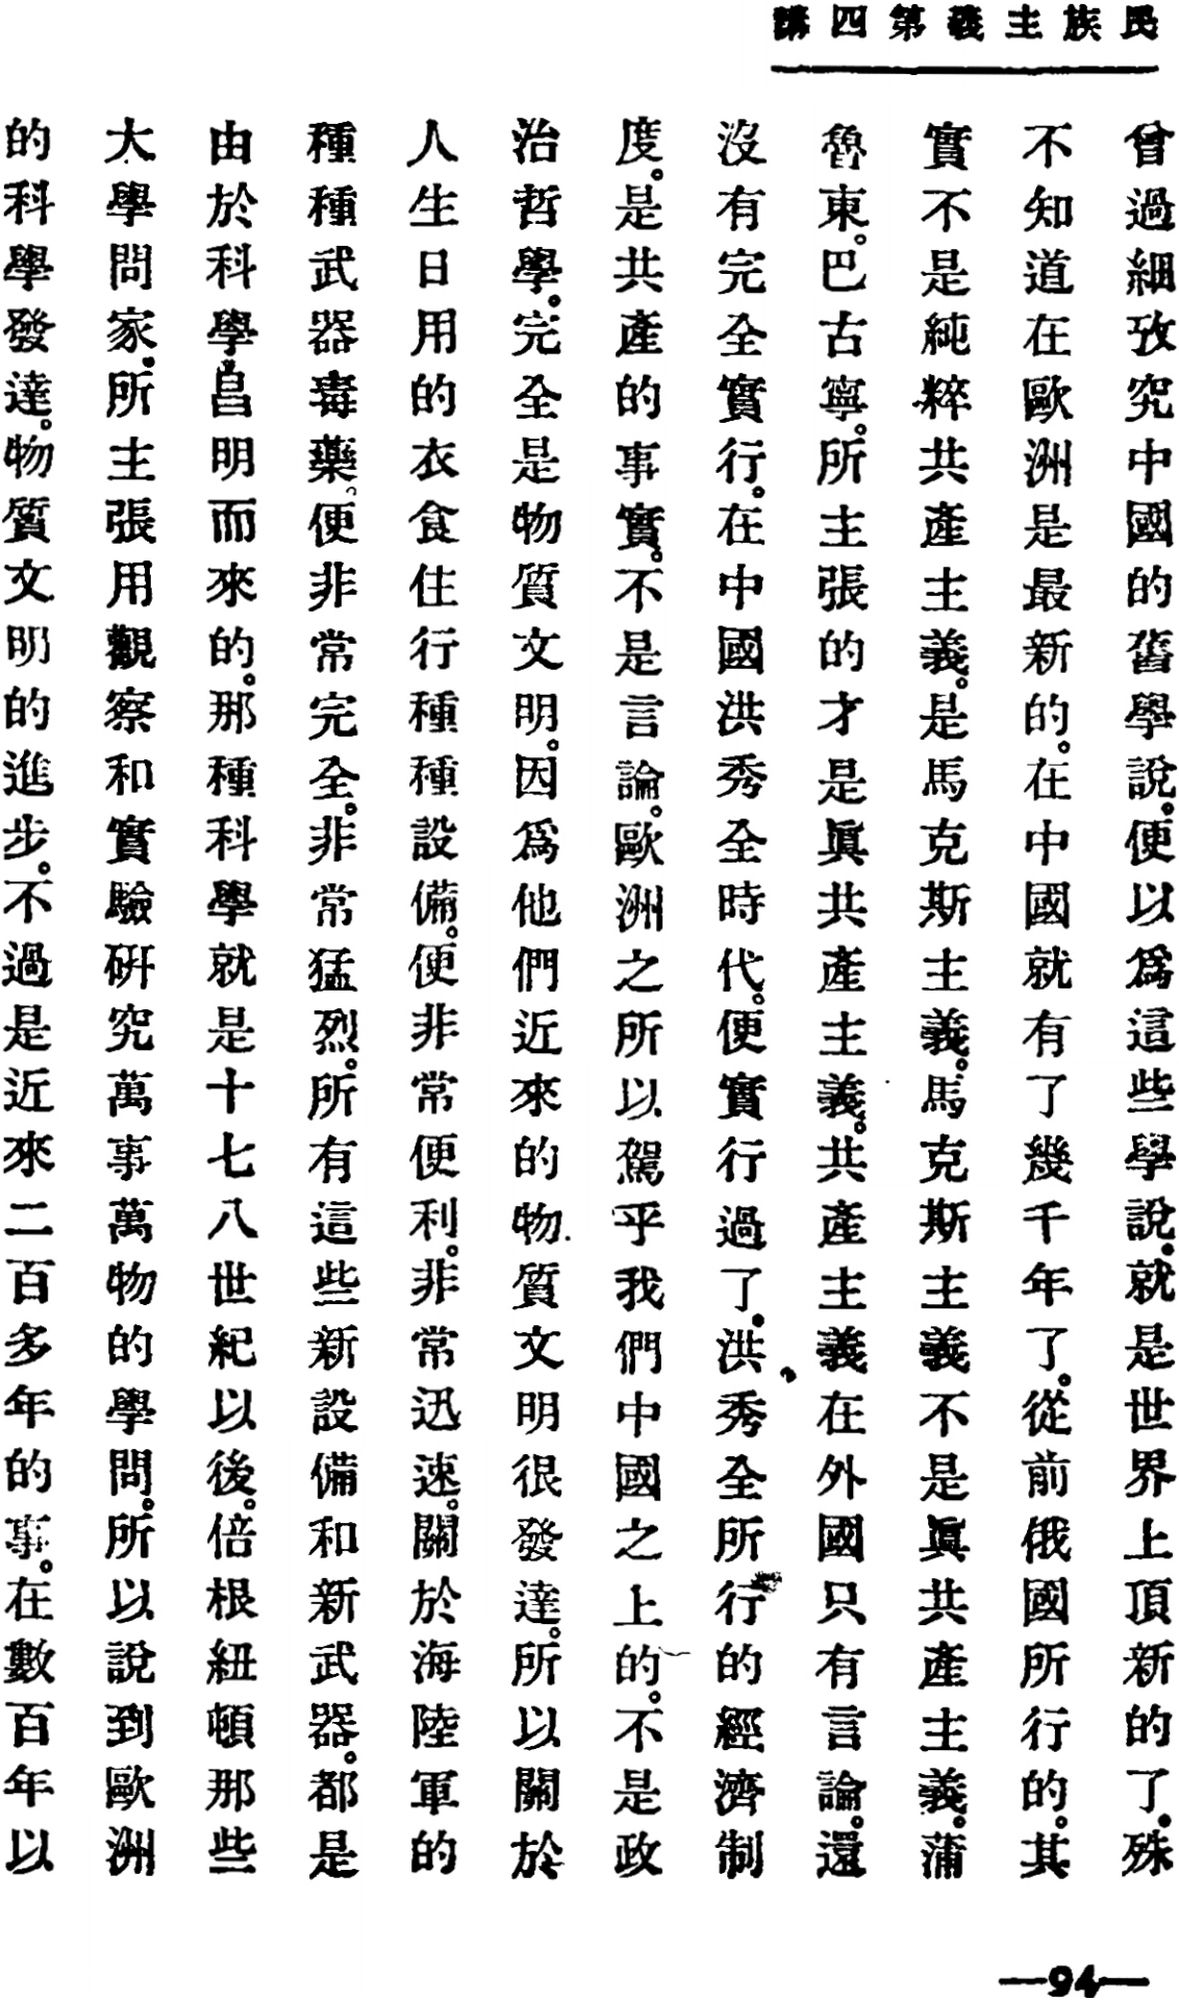 民族主義第四講
曾過細攷究中國的舊學說。便以爲這些學說。就是世界上頂新的了。殊
不知道在歐洲是最新的。在中國就有了幾千年了。從前俄國所行的。其
實不是純粹共產主義。是馬克斯主義。馬克斯主義不是眞共產主義。蒲
魯東。巴古寧。所主張的才是眞共產主義。共產主義在外國只有言論。還
沒有完全實行。在中國洪秀全時代。便實行過了。洪秀全所行的經濟制
度。是共產的事實。不是言論。歐洲之所以駕乎我們中國之上的。不是政
治哲學。完全是物質文明。因爲他們近來的物質文明很發達。所以關於
人生日用的衣食住行種種設備。便非常便利。非常迅速。關於海陸軍的
種種武器毒藥。便非常完全。非常猛烈。所有這些新設備和新武器。都是
由於科學昌明而來的。那種科學就是十七八世紀以後。倍根紐頓那些
大學問家。所主張用觀察和實驗硏究萬事萬物的學問。所以說到歐洲
的科學發達。物質文明的進步。不過是近來二百多年的事。在數百年以
—94—